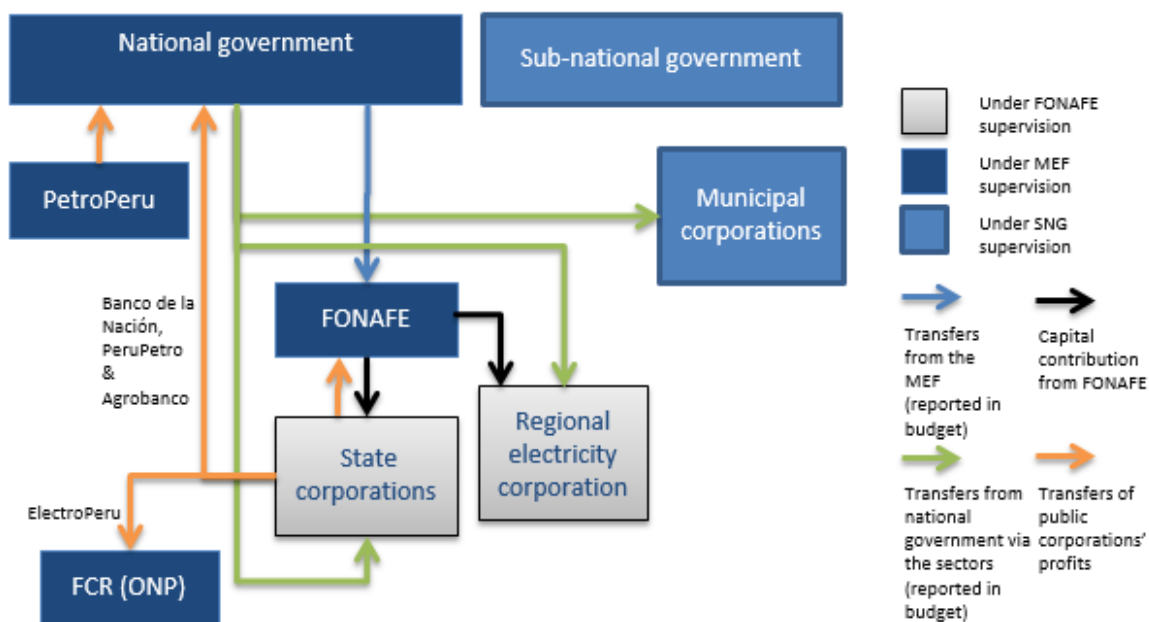 National government
Sub-national government
Under FONAFE
supervision
PetroPeru
Under MEF
supervision
Municipal
corporations
Under SNG
supervision
Banco de la
Nación,
PeruPetro
&
Agrobanco
FONAFE
Transfers
from the
MEF
(reported in
budget)
Capital
contribution
from FONAFE
State
corporations
Regional
electricity
corporation
ElectroPeru
FCR (ONP)
Transfers from
national
government via
the sectors
(reported in
budget)
Transfers of
public
corporations’
profits